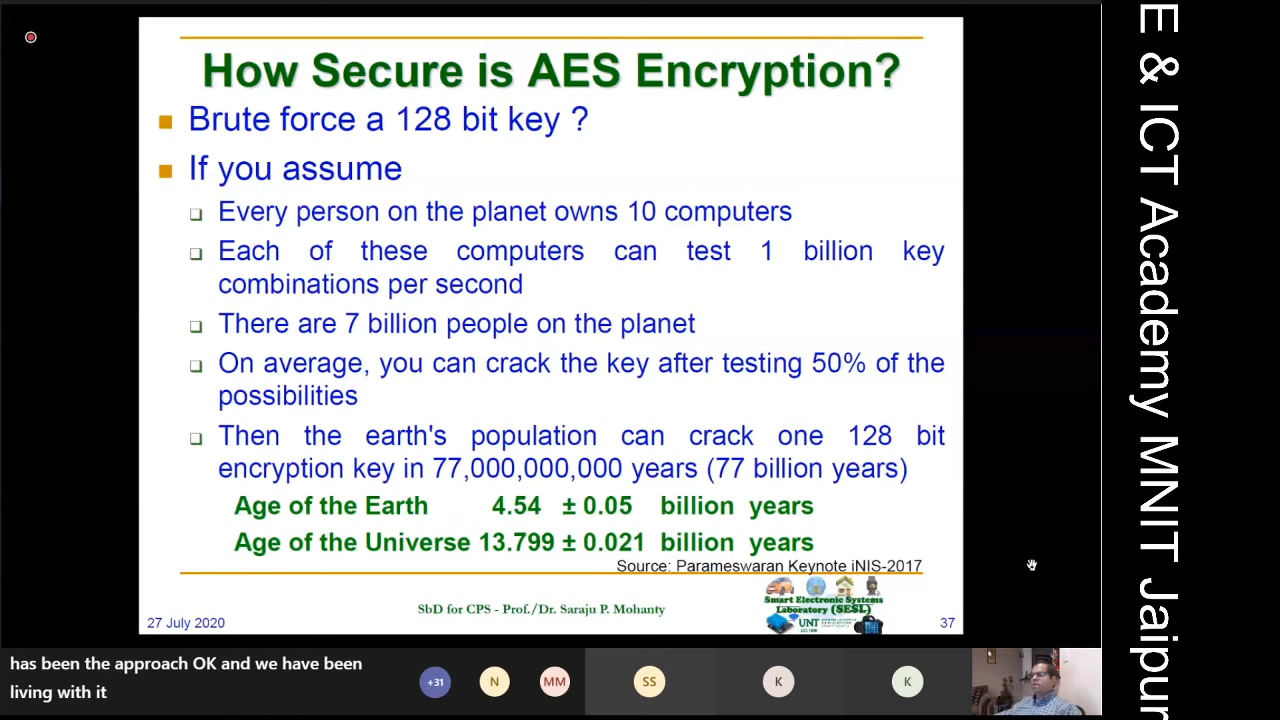 How Secure is AES Encryption?
Brute force a 128 bit key ?
If you assume
Every person on the planet owns 10 computers
Each of these computers can test 1 billion key
combinations per second
There are 7 billion people on the planet
On average, you can crack the key after testing 50% of the
possibilities
Then the earth's population can crack one 128 bit
encryption key in 77,000,000,000 years (77 billion years)
Age of the Earth 4.54 ± 0.05 billion years
Age of the Universe 13.799 ± 0.021 billion years
Source: Parameswaran Keynote iNIS-2017
27 July 2020
SbD for CPS - Prof./Dr. Saraju P. Mohanty
Smart Electronic Systems
Laboratory (SESL)
UNT
37
has been the approach OK and we have been
living with it
+31
N
MM
SS
K
K
E & ICT Academy MNIT Jaipur